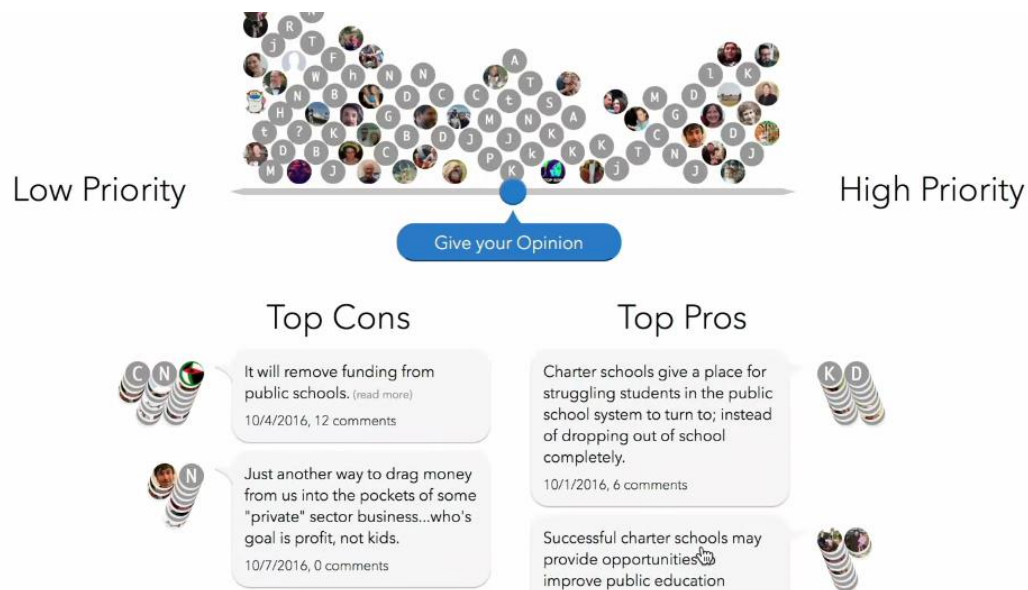 Low Priority
High Priority
Give your Opinion
Top Cons
Top Pros
C N
It will remove funding from
public schools. (read more)
10/4/2016, 12 comments
N
Just another way to drag money
from us into the pockets of some
"private" sector business...who's
goal is profit, not kids.
10/7/2016, 0 comments
Charter schools give a place for
struggling students in the public
school system to turn to; instead
of dropping out of school
completely.
10/1/2016, 6 comments
K D
Successful charter schools may
provide opportunities
improve public education